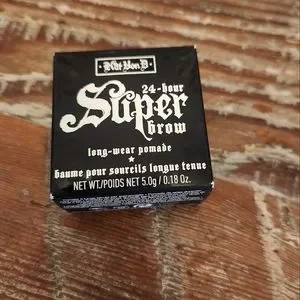 Kat Von D
24-hour
Super
brow
long-wear pomade
baume pour sourcils longue tenue
NET WT./POIDS NET 5.0g / 0.18 Oz.